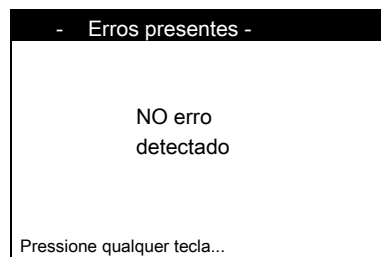 - Erros presentes -
NO erro
detectado
Pressione qualquer tecla...